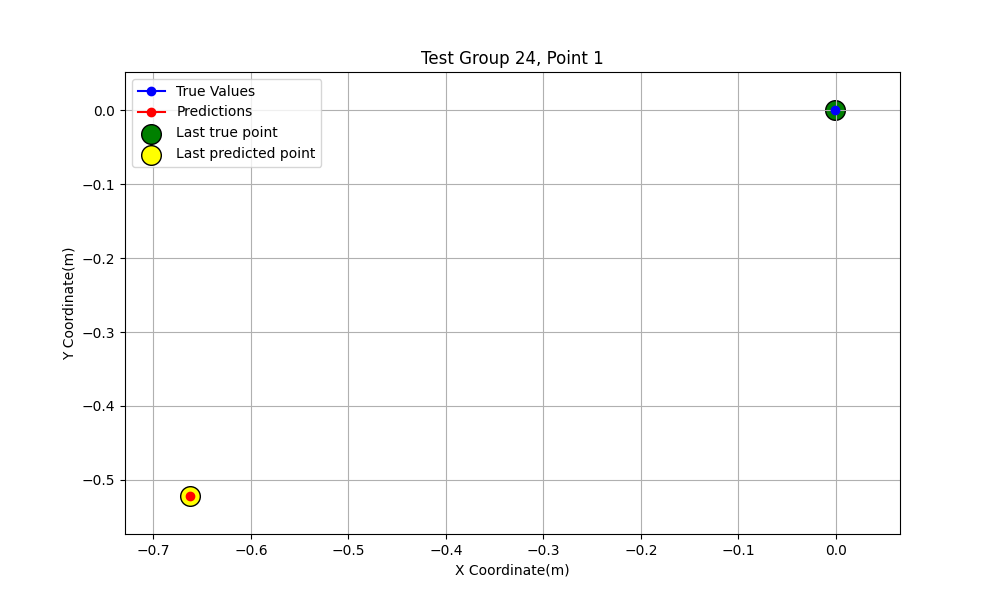 Test Group 24, Point 1
True Values
Predictions
Last true point
Last predicted point
0.0
−0.1
−0.2
−0.3
−0.4
−0.5
Y Coordinate(m)
−0.7 −0.6 −0.5 −0.4 −0.3 −0.2 −0.1 0.0
X Coordinate(m)